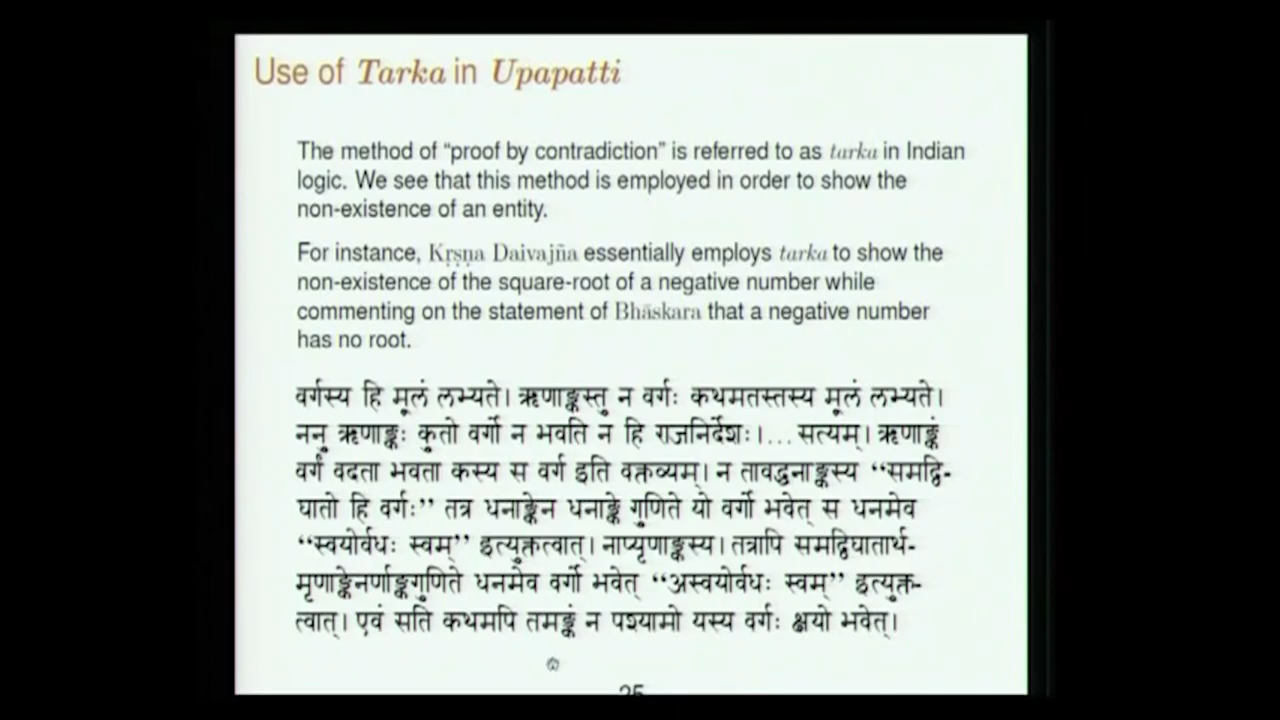 Use of Tarka in Upapatti
The method of “proof by contradiction” is referred to as tarka in Indian
logic. We see that this method is employed in order to show the
non-existence of an entity.
For instance, Kṛṣṇa Daivajña essentially employs tarka to show the
non-existence of the square-root of a negative number while
commenting on the statement of Bhāskara that a negative number
has no root.
वर्गस्य हि मूलं लभ्यते। ऋणाङ्कस्तु न वर्गः कथमतस्तस्य मूलं लभ्यते।
ननु ऋणाङ्कः कुतो वर्गो न भवति न हि राजनिर्देशः।... सत्यम्। ऋणाङ्कं
वर्गं वदता भवता कस्य स वर्ग इति वक्तव्यम्। न तावद्धनाङ्कस्य “समद्वि-
घातो हि वर्गः” तत्र धनाङ्केन धनाङ्के गुणिते यो वर्गो भवेत् स धनमेव
“स्वयोर्वधः स्वम्” इत्युक्तत्वात्। नाप्यृणाङ्कस्य। तत्रापि समद्विघातार्थ-
मृणाङ्केनर्णाङ्कगुणिते धनमेव वर्गो भवेत् “अस्वयोर्वधः स्वम्” इत्युक्त-
त्वात्। एवं सति कथमपि तमङ्कं न पश्यामो यस्य वर्गः क्षयो भवेत्।
25